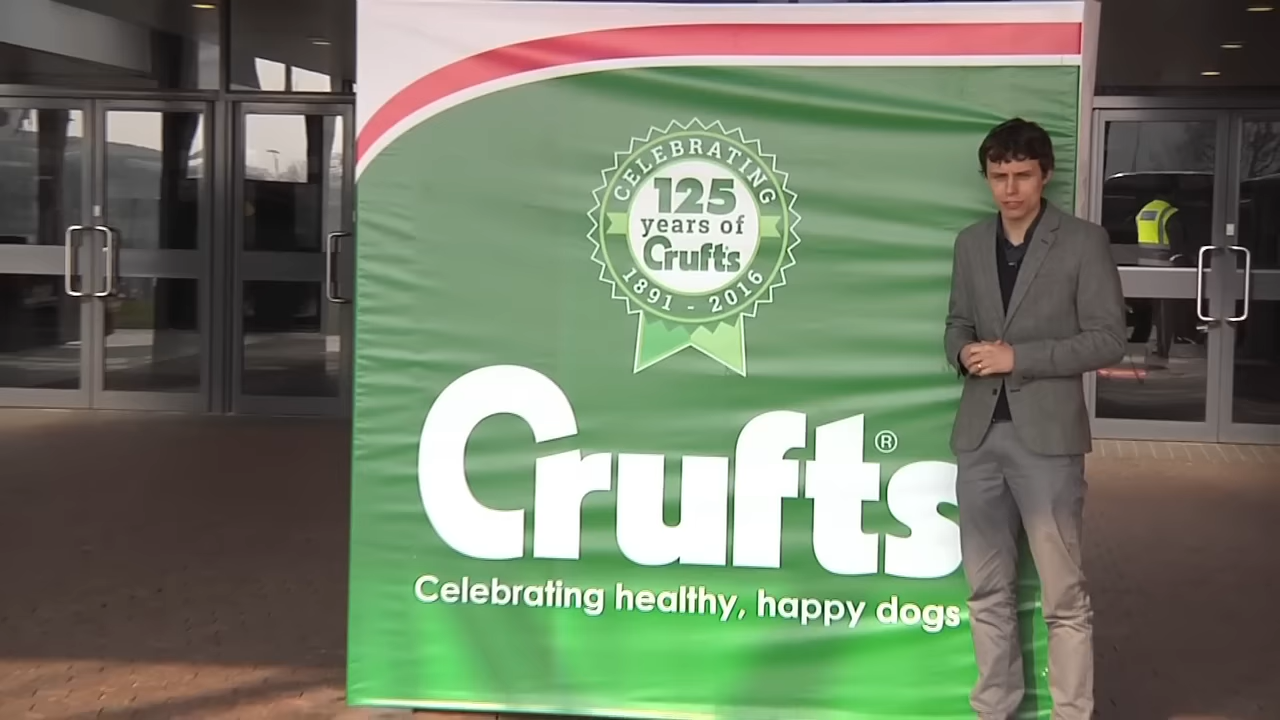 CELEBRATING
125
years of
Crufts
1891 - 2016
Crufts®
Celebrating healthy, happy dogs